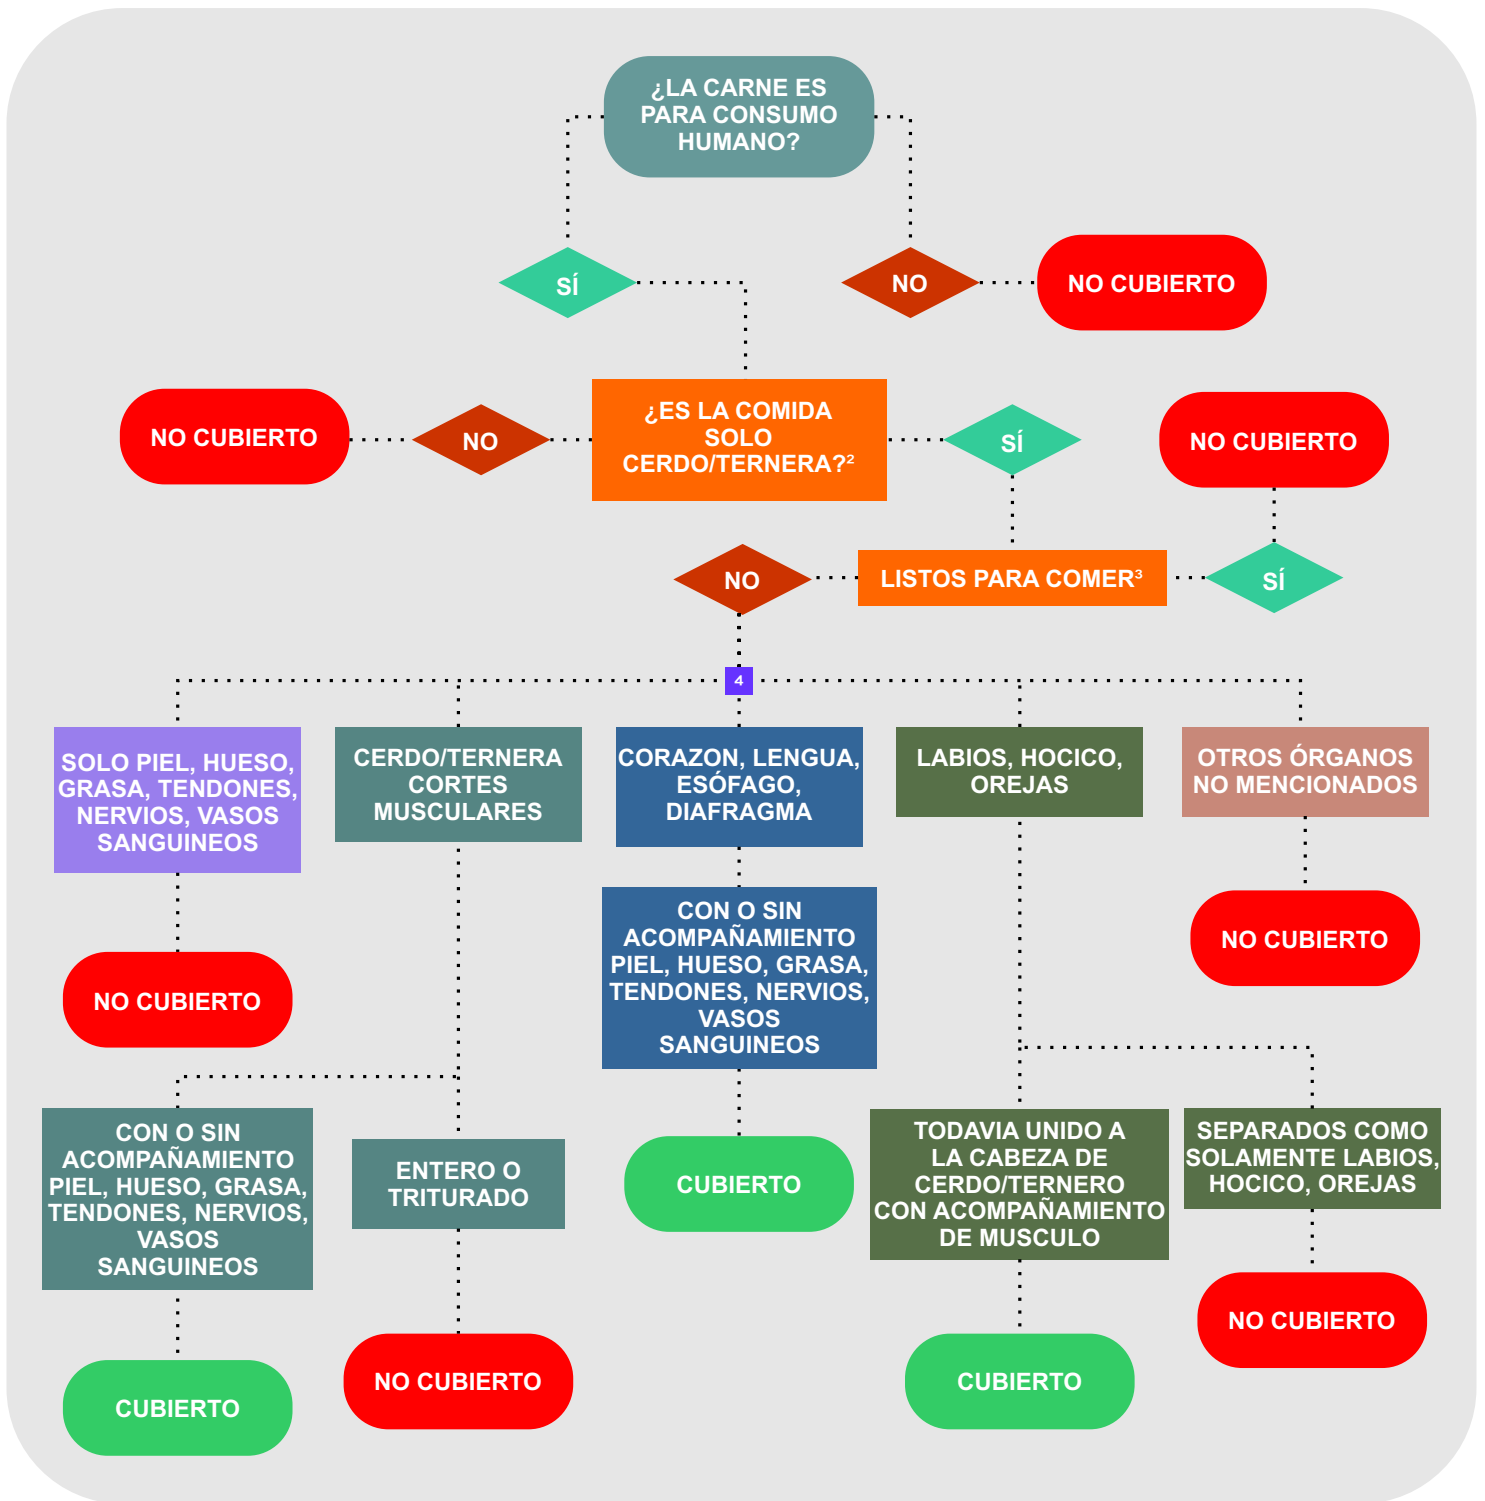 ¿LA CARNE ES
PARA CONSUMO
HUMANO?
SÍ
NO
NO CUBIERTO
NO CUBIERTO
NO
¿ES LA COMIDA
SOLO
CERDO/TERNERA?²
SÍ
NO CUBIERTO
NO
LISTOS PARA COMER³
SÍ
4
SOLO PIEL, HUESO,
GRASA, TENDONES,
NERVIOS, VASOS
SANGUINEOS
CERDO/TERNERA
CORTES
MUSCULARES
CORAZON, LENGUA,
ESÓFAGO,
DIAFRAGMA
LABIOS, HOCICO,
OREJAS
OTROS ÓRGANOS
NO MENCIONADOS
NO CUBIERTO
CON O SIN
ACOMPAÑAMIENTO
PIEL, HUESO, GRASA,
TENDONES, NERVIOS,
VASOS
SANGUINEOS
NO CUBIERTO
CON O SIN
ACOMPAÑAMIENTO
PIEL, HUESO, GRASA,
TENDONES, NERVIOS,
VASOS
SANGUINEOS
ENTERO O
TRITURADO
CUBIERTO
TODAVIA UNIDO A
LA CABEZA DE
CERDO/TERNERO
CON ACOMPAÑAMIENTO
DE MUSCULO
SEPARADOS COMO
SOLAMENTE LABIOS,
HOCICO, OREJAS
CUBIERTO
NO CUBIERTO
CUBIERTO
NO CUBIERTO